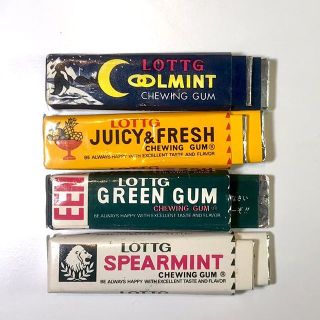 LOTTG
COOLMINT
CHEWING GUM
LOTTG
JUICY&FRESH
CHEWING GUM®
BE ALWAYS HAPPY WITH EXCELLENT TASTE AND FLAVOR
EEN
LOTTG
GREEN GUM
CHEWING GUM ®
BE ALWAYS HAPPY WITH EXCELLENT TASTE AND FLAVOR
LOTTG
SPEARMINT
CHEWING GUM ®
BE ALWAYS HAPPY WITH EXCELLENT TASTE AND FLAVOR